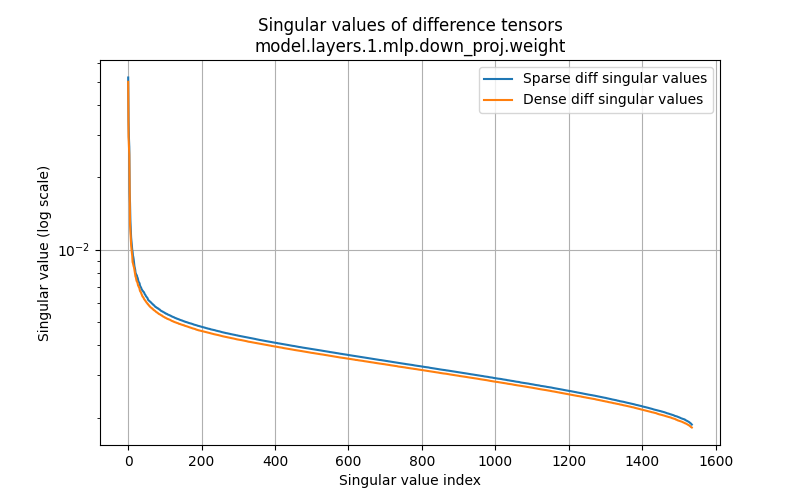 Singular values of difference tensors
model.layers.1.mlp.down_proj.weight
Sparse diff singular values
Dense diff singular values
Singular value (log scale)
10⁻²
0 200 400 600 800 1000 1200 1400 1600
Singular value index